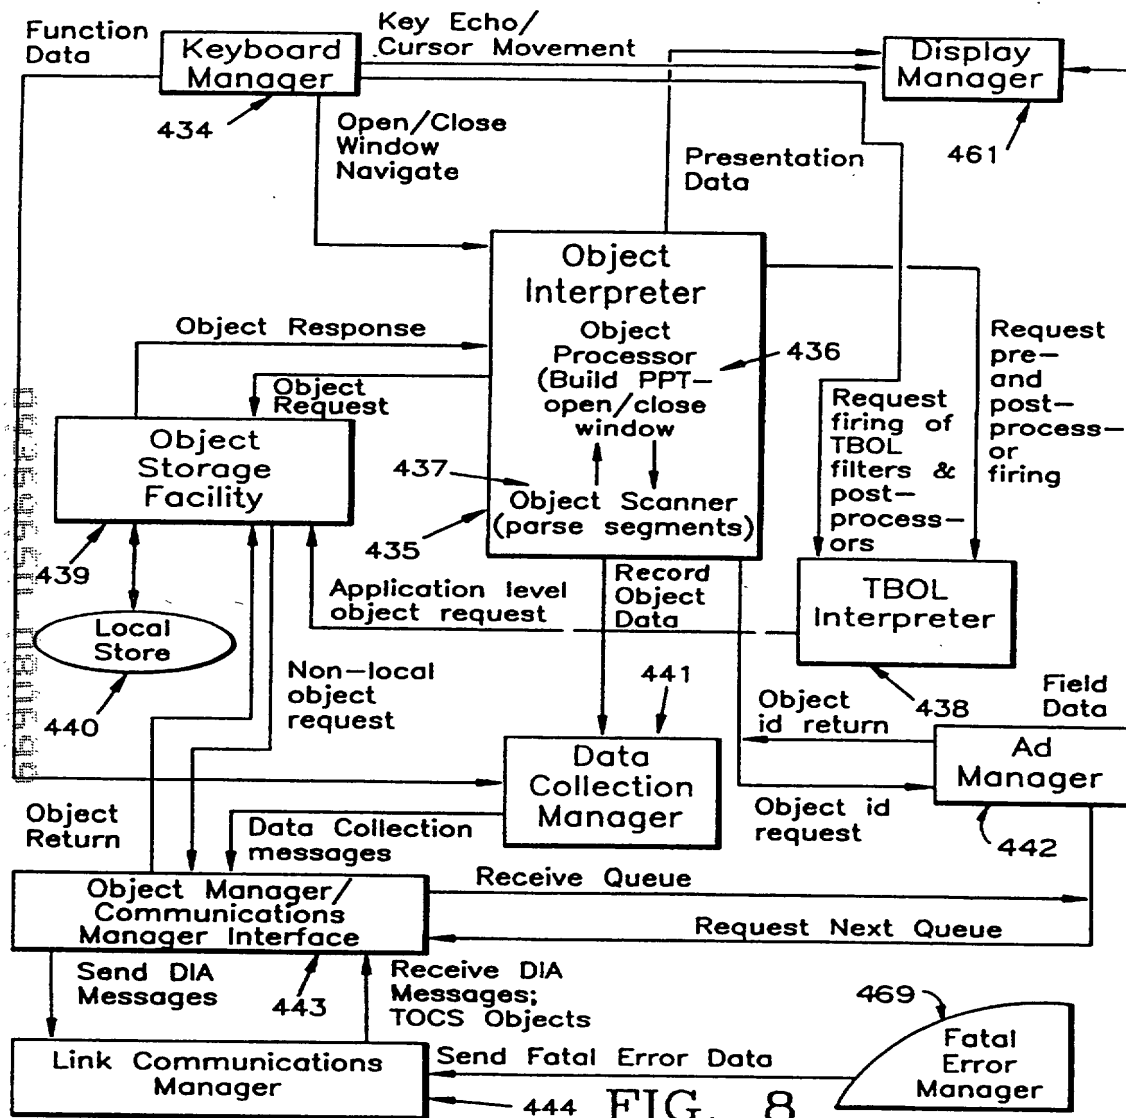 Function
Data
Keyboard
Manager
434
Key Echo/
Cursor Movement
Display
Manager
461
Open/Close
Window
Navigate
Presentation
Data
Object
Interpreter
Object
Processor
(Build PPT-
open/close
window
436
437
Object Scanner
(parse segments)
435
Object Response
Object
Request
Object
Storage
Facility
439
Local
Store
440
Request
firing of
TBOL
filters &
post-
process-
ors
Request
pre-
and
post-
process-
or
firing
TBOL
Interpreter
438
Application level
object request
Record
Object
Data
Non-local
object
request
441
Data
Collection
Manager
Object
id return
Field
Data
Ad
Manager
442
Object id
request
Object
Return
Data Collection
messages
Object Manager/
Communications
Manager Interface
443
Receive Queue
Request Next Queue
Send DIA
Messages
Receive DIA
Messages;
TOCS Objects
Link Communications
Manager
444
Send Fatal Error Data
469
Fatal
Error
Manager
FIG. 8